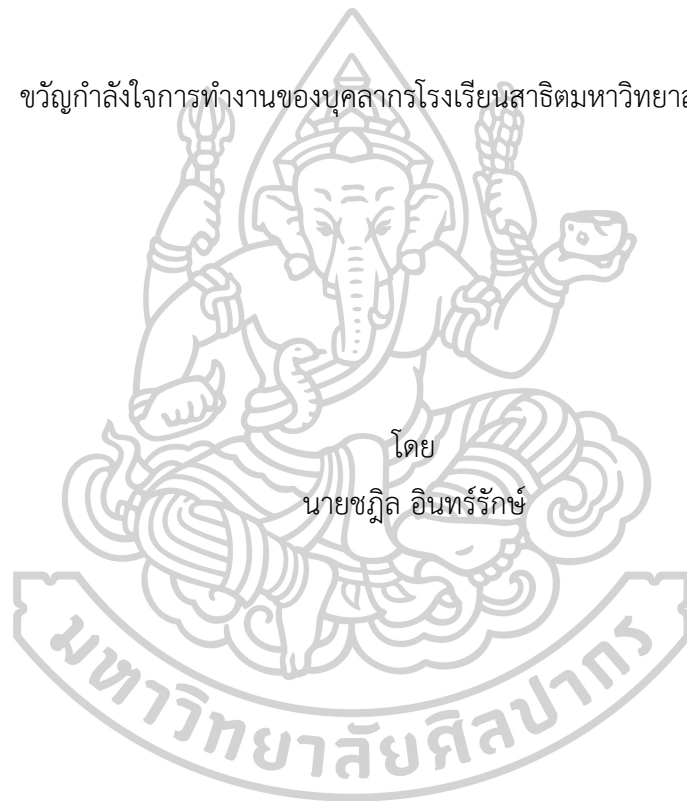 ขวัญกำลังใจการทำงานของบุคลากรโรงเรียนสาธิตมหาวิทยา
โดย
นายชฎิล อินทร์รักษ์
มหาวิทยาลัยศิลปากร